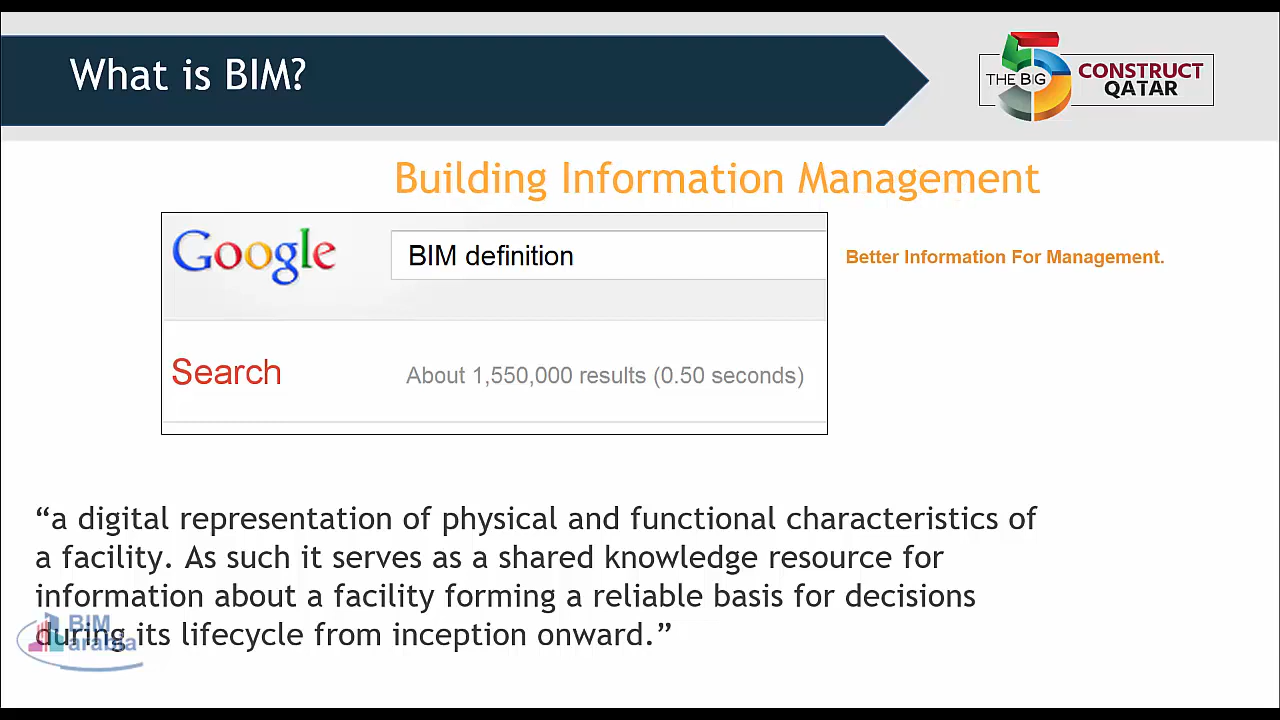 What is BIM?
THE BIG 5
CONSTRUCT
QATAR
Building Information Management
Google
BIM definition
Better Information For Management.
Search
About 1,550,000 results (0.50 seconds)
“a digital representation of physical and functional characteristics of
a facility. As such it serves as a shared knowledge resource for
information about a facility forming a reliable basis for decisions
during its lifecycle from inception onward.”
BIM
arabia